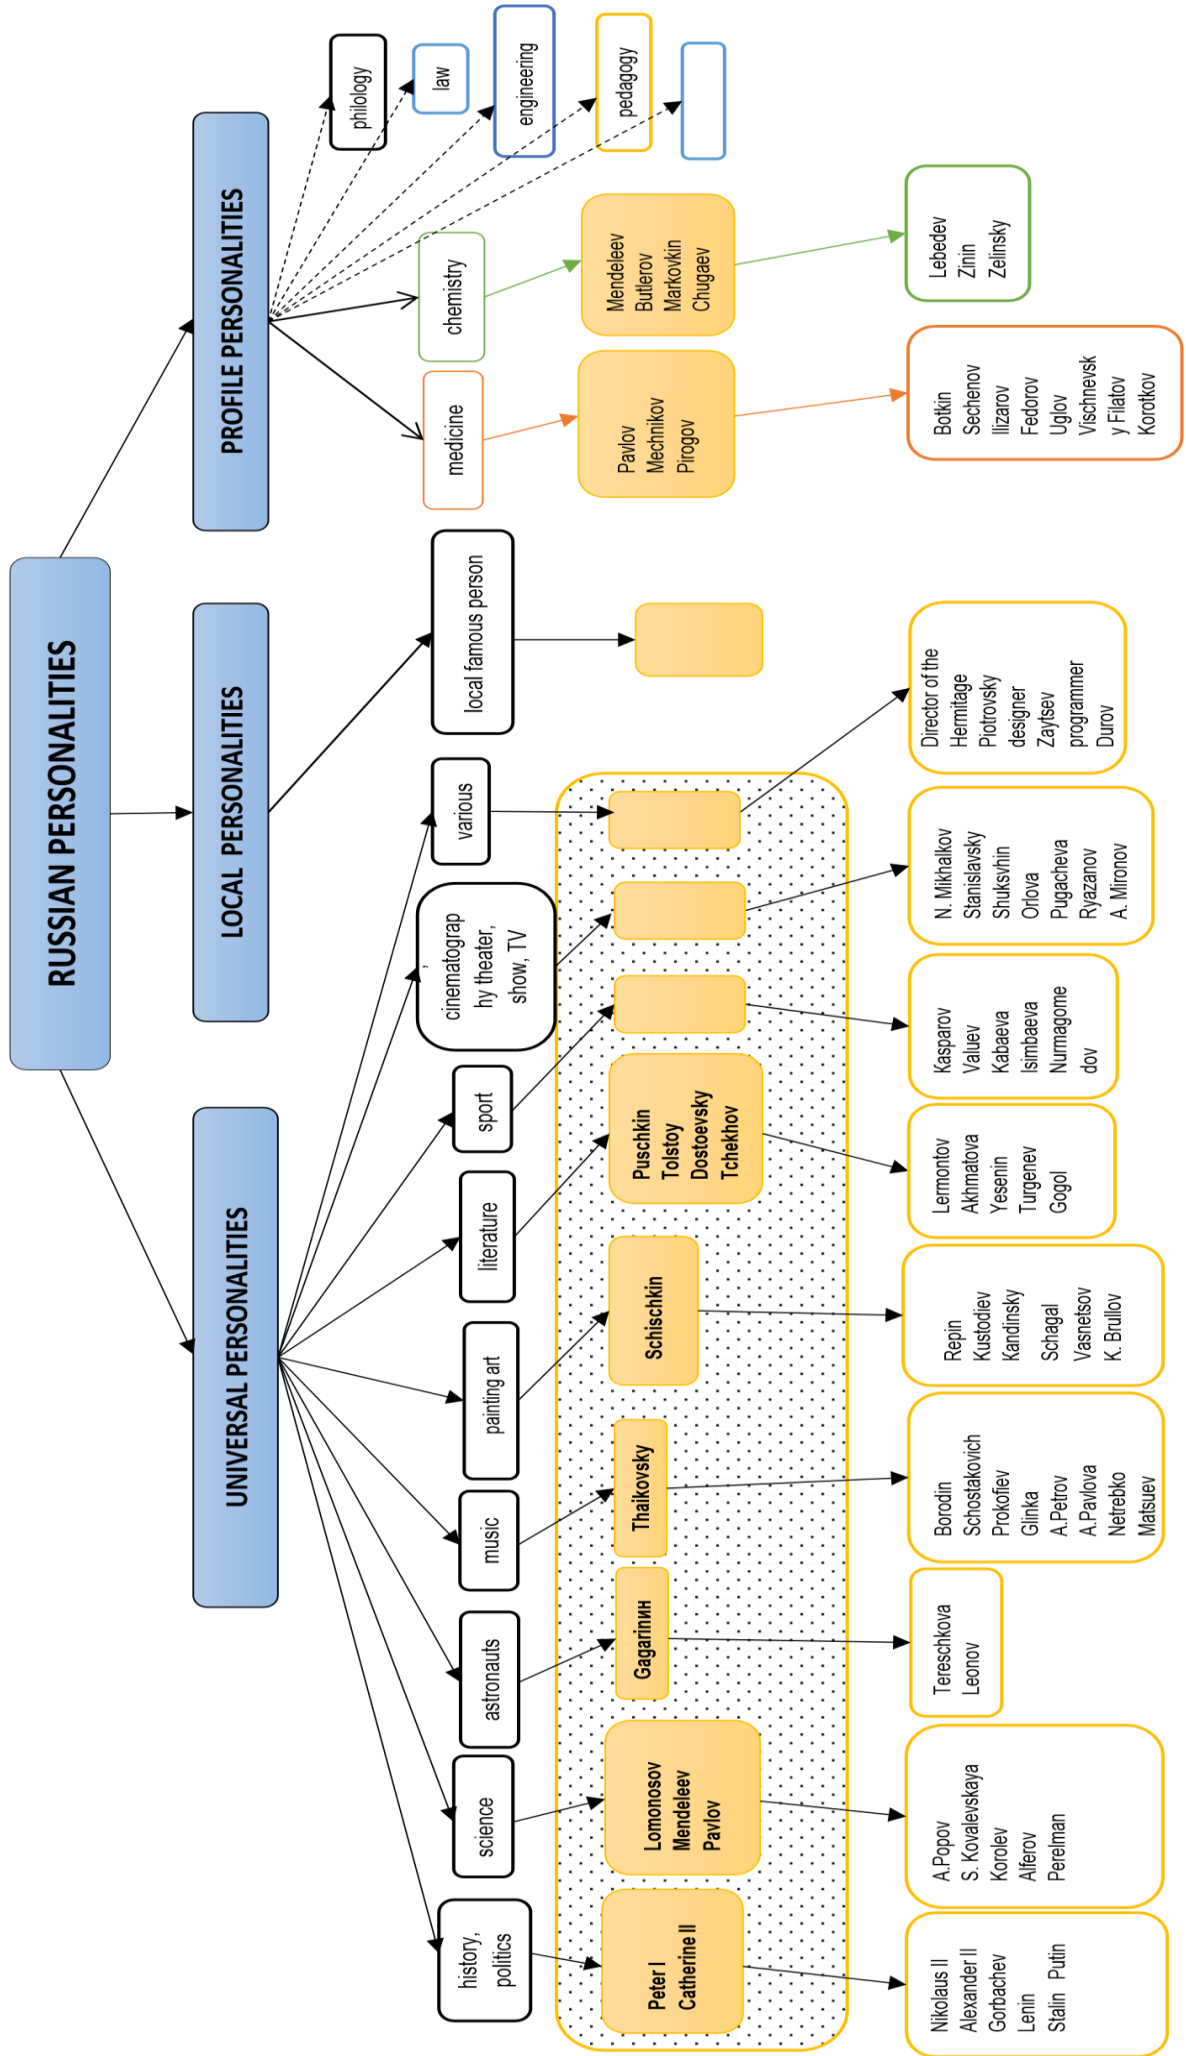 RUSSIAN PERSONALITIES
UNIVERSAL PERSONALITIES
LOCAL PERSONALITIES
PROFILE PERSONALITIES
history,
politics
science
astronauts
music
painting art
literature
sport
,
cinematograp
hy theater,
show, TV
various
local famous person
medicine
chemistry
philology
law
engineering
pedagogy
Peter I
Catherine II
Lomonosov
Mendeleev
Pavlov
Gagarinин
Thaikovsky
Schischkin
Puschkin
Tolstoy
Dostoevsky
Tchekhov
Pavlov
Mechnikov
Pirogov
Mendeleev
Butlerov
Markovkin
Chugaev
Nikolaus II
Alexander II
Gorbachev
Lenin
Stalin Putin
A.Popov
S. Kovalevskaya
Korolev
Alferov
Perelman
Tereschkova
Leonov
Borodin
Schostakovich
Prokofiev
Glinka
A.Petrov
A.Pavlova
Netrebko
Matsuev
Repin
Kustodiev
Kandinsky
Schagal
Vasnetsov
K. Brullov
Lermontov
Akhmatova
Yesenin
Turgenev
Gogol
Kasparov
Valuev
Kabaeva
Isimbaeva
Nurmagome
dov
N. Mikhalkov
Stanislavsky
Shuksvhin
Orlova
Pugacheva
Ryazanov
A. Mironov
Director of the
Hermitage
Piotrovsky
designer
Zaytsev
programmer
Durov
Botkin
Sechenov
Ilizarov
Fedorov
Uglov
Vischnevsk
y Filatov
Korotkov
Lebedev
Zinin
Zelinsky